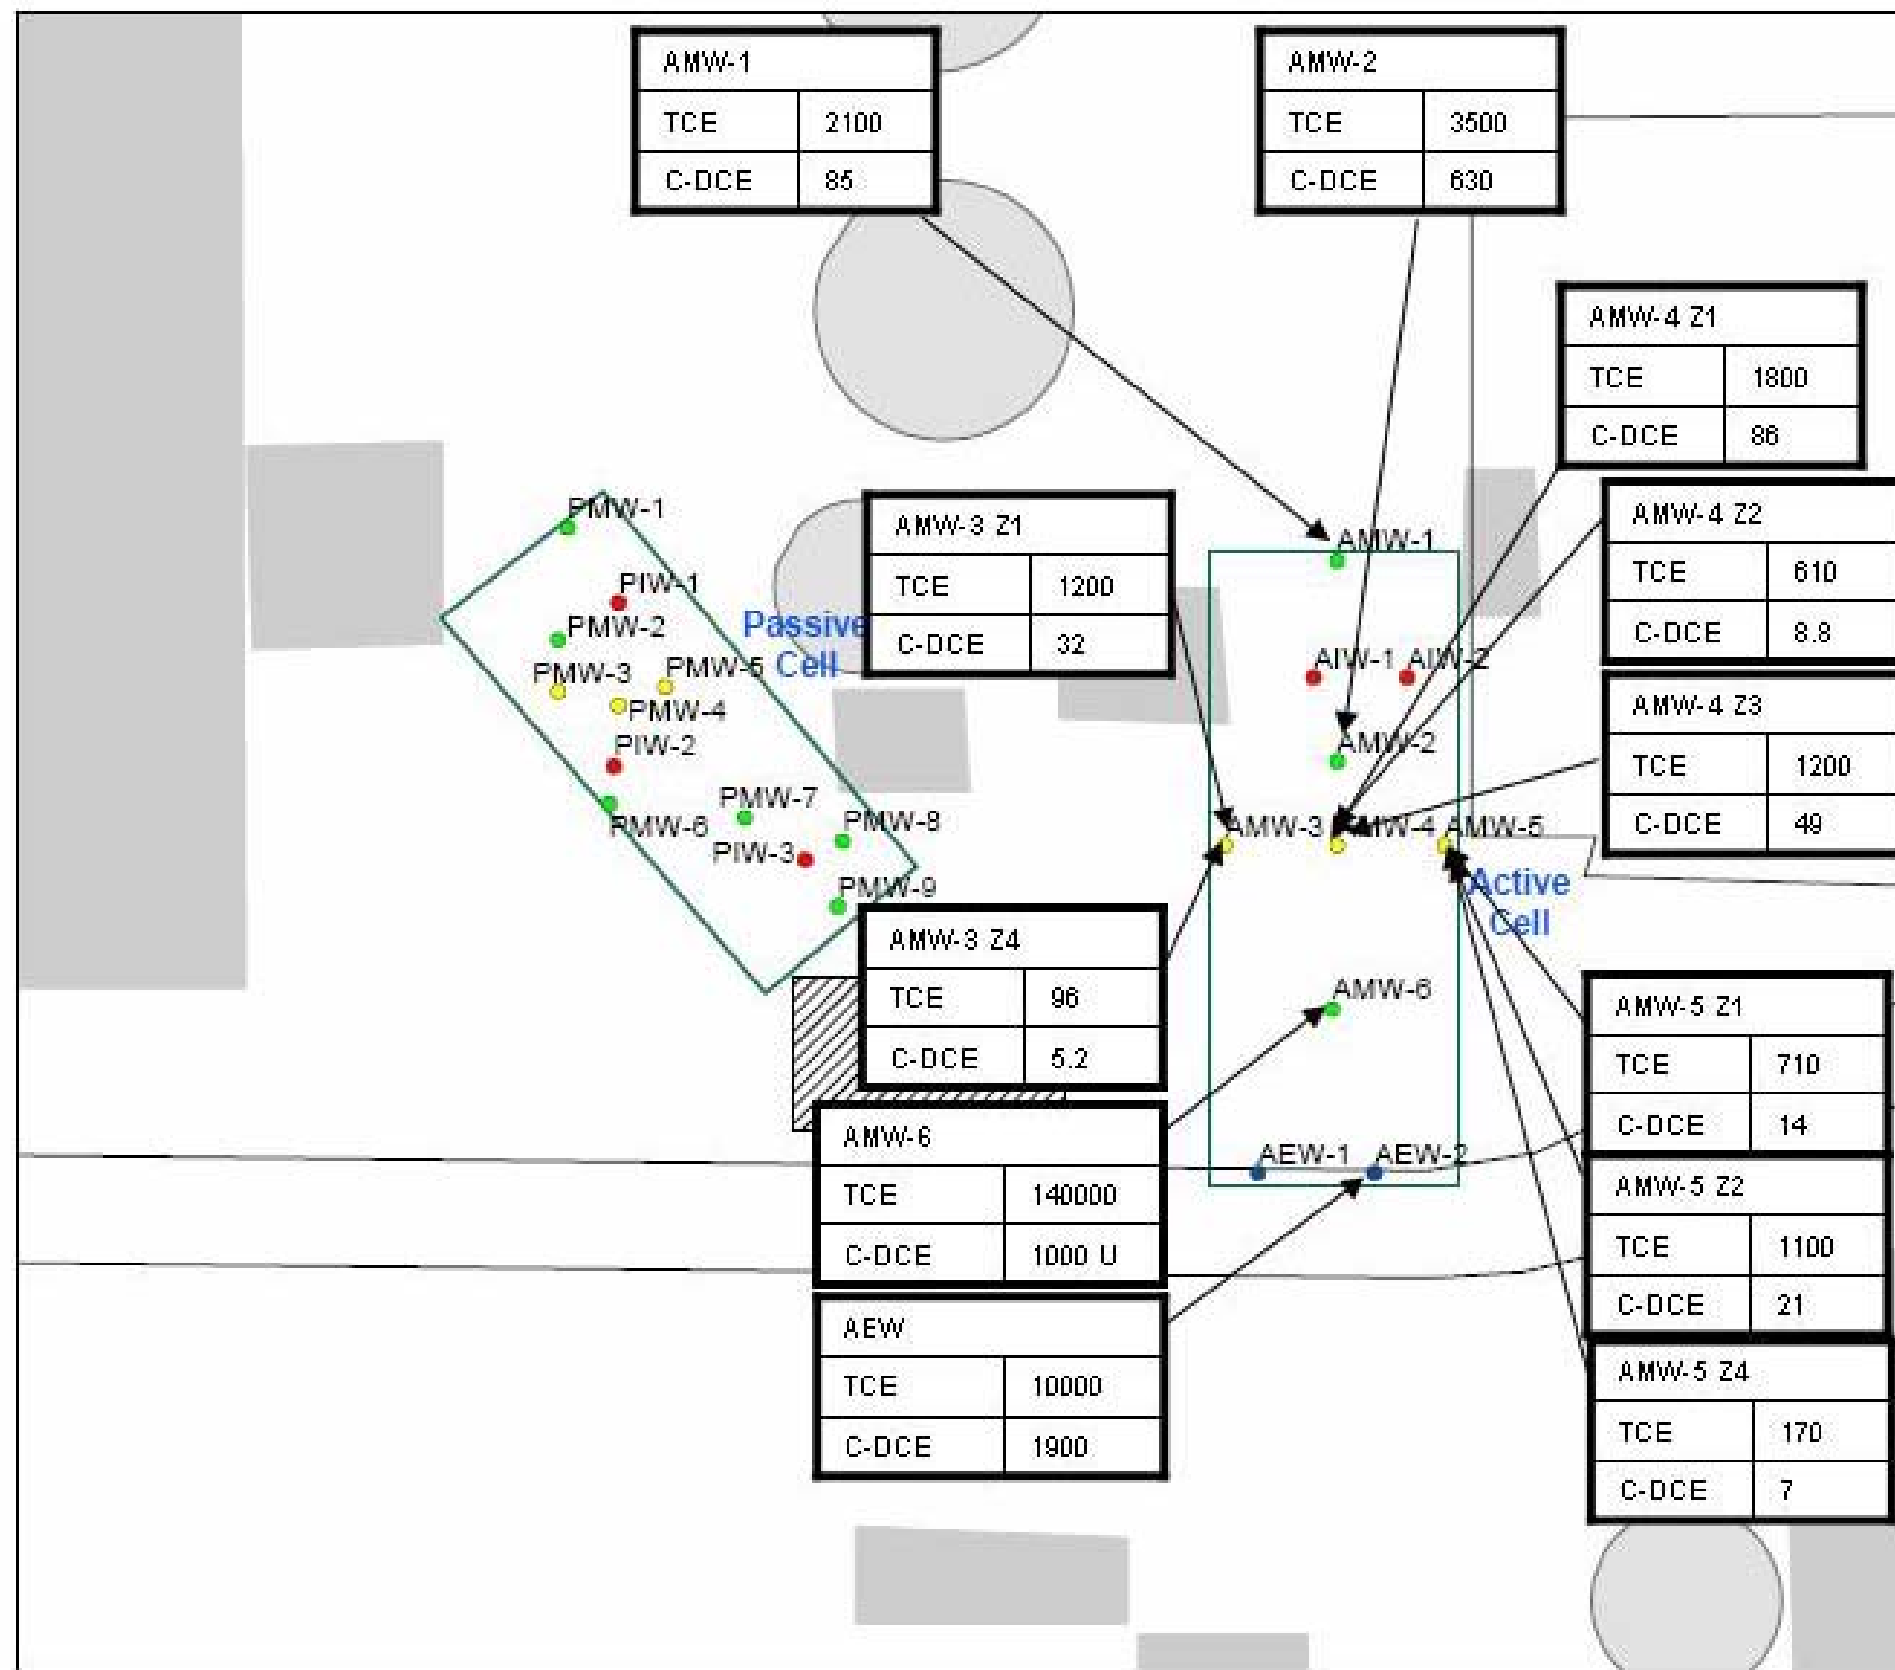 AMW-1
TCE 2100
C-DCE 85
AMW-2
TCE 3500
C-DCE 630
AMW-4 Z1
TCE 1800
C-DCE 86
AMW-4 Z2
TCE 610
C-DCE 8.8
AMW-4 Z3
TCE 1200
C-DCE 49
AMW-3 Z1
TCE 1200
C-DCE 32
PMW-1
PIW-1
PMW-2
PMW-3
PMW-5
PMW-4
PIW-2
PMW-7
PMW-6
PMW-8
PIW-3
PMW-9
Passive
Cell
AMW-1
AIW-1
AIW-2
AMW-2
AMW-3
AMW-4
AMW-5
Active
Cell
AMW-6
AEW-1
AEW-2
AMW-3 Z4
TCE 96
C-DCE 5.2
AMW-6
TCE 140000
C-DCE 1000 U
AEW
TCE 10000
C-DCE 1900
AMW-5 Z1
TCE 710
C-DCE 14
AMW-5 Z2
TCE 1100
C-DCE 21
AMW-5 Z4
TCE 170
C-DCE 7